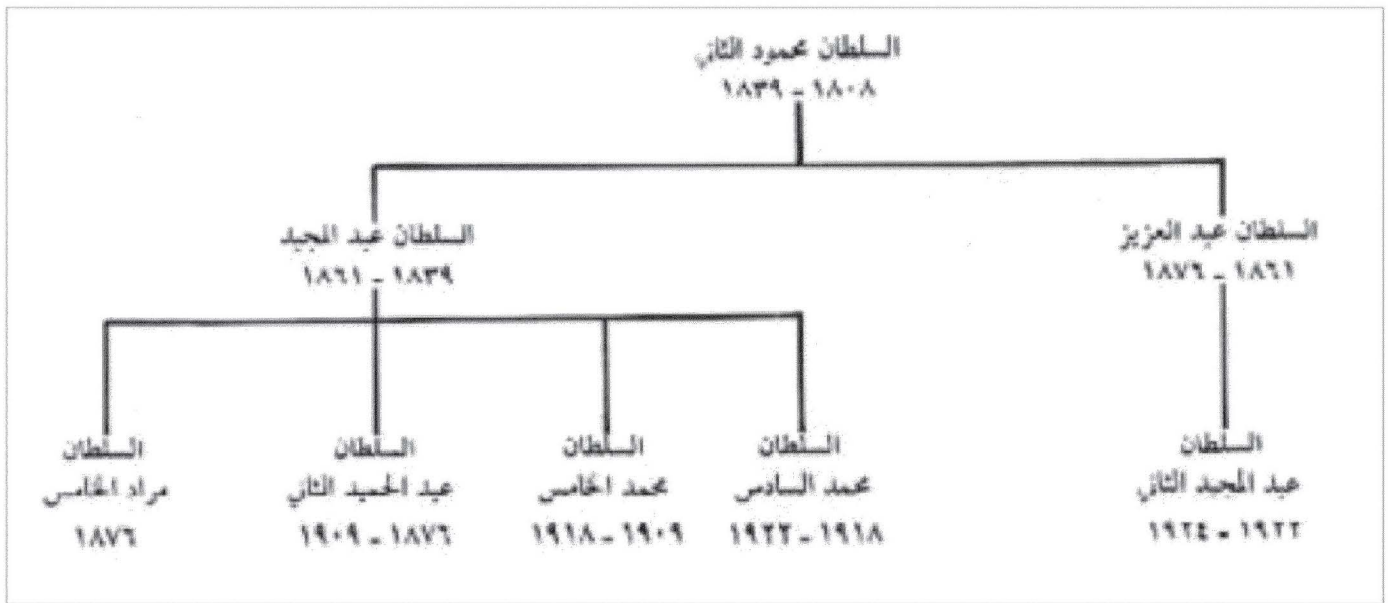 السلطان محمود الثاني
١٨٠٨ - ١٨٣٩
السلطان عبد العزيز
١٨٦١ - ١٨٧٦
السلطان عبد المجيد
١٨٣٩ - ١٨٦١
السلطان
عبد المجيد الثاني
١٩٢٢ - ١٩٢٤
السلطان
محمد السادس
١٩١٨ - ١٩٢٢
السلطان
محمد الخامس
١٩٠٩ - ١٩١٨
السلطان
عبد الحميد الثاني
١٨٧٦ - ١٩٠٩
السلطان
مراد الخامس
١٨٧٦